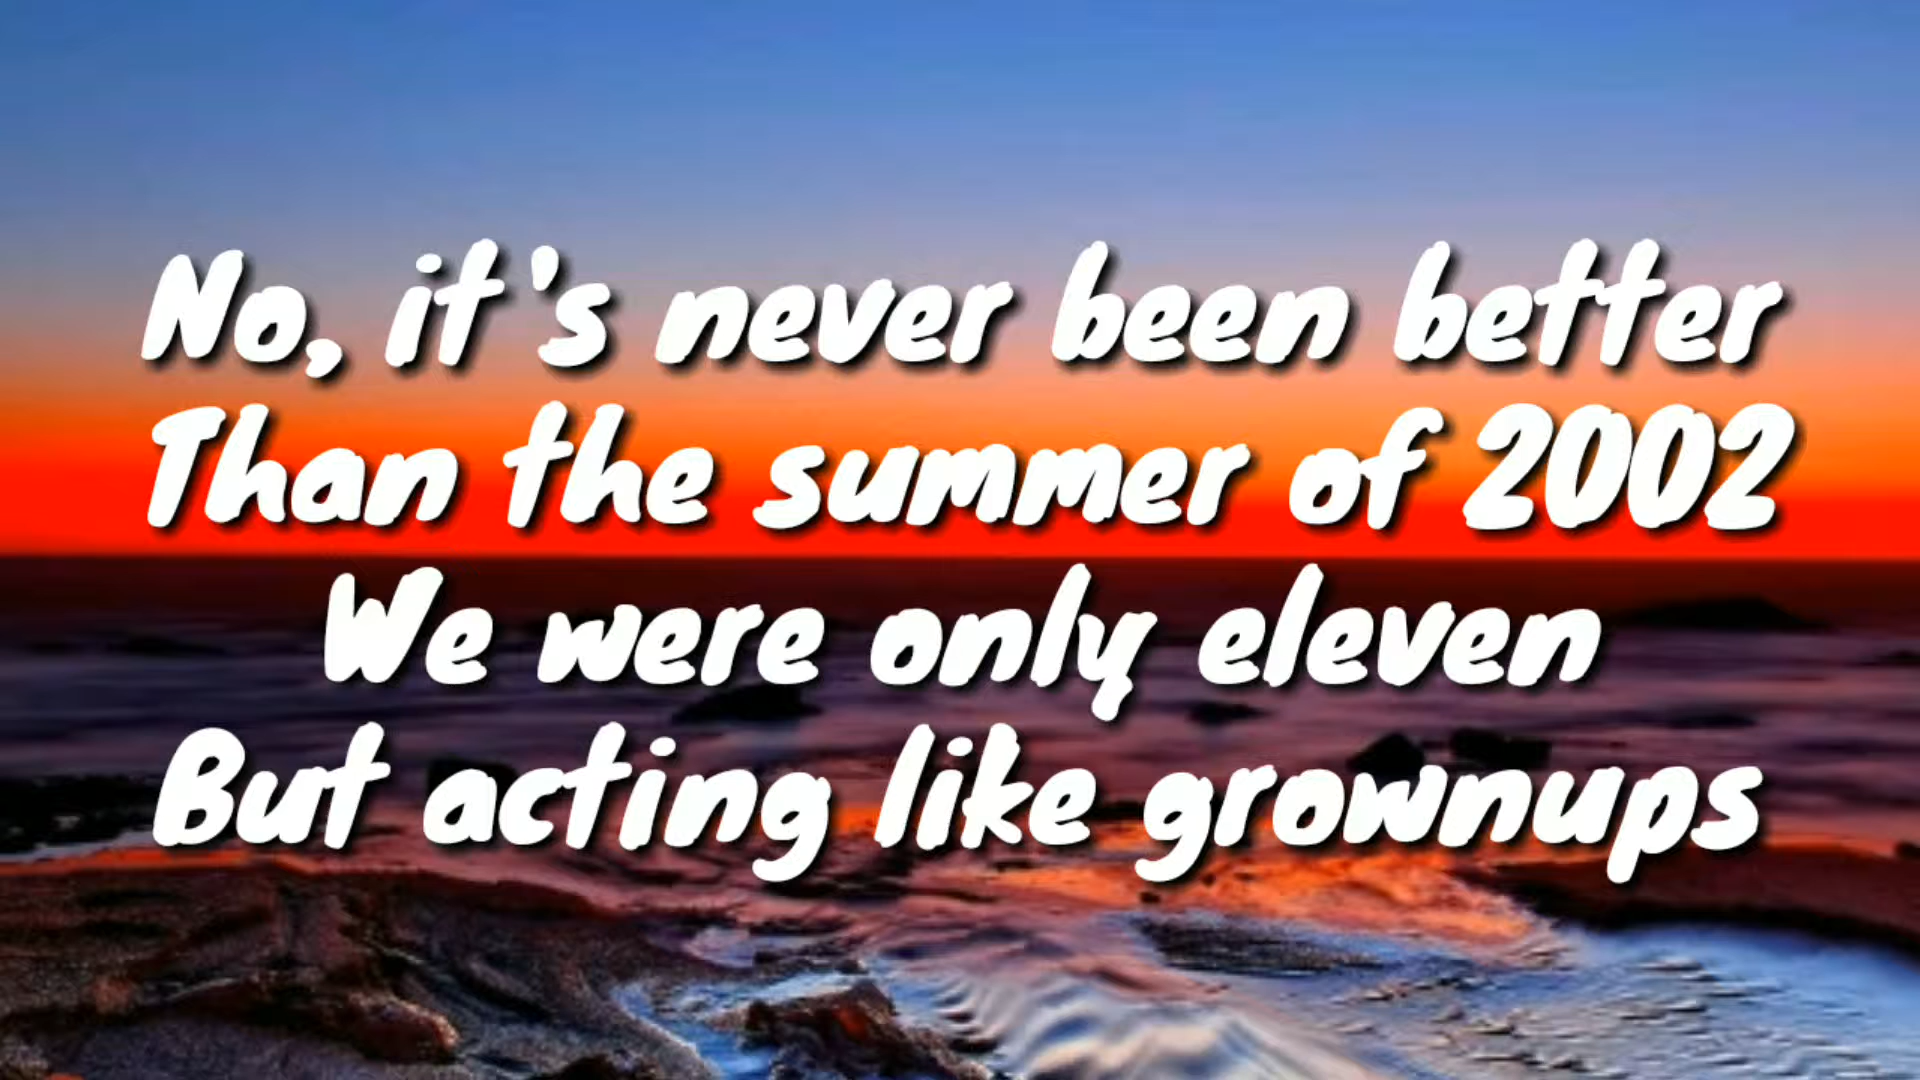 No, it's never been better
Than the summer of 2002
We were only eleven
But acting like grownups